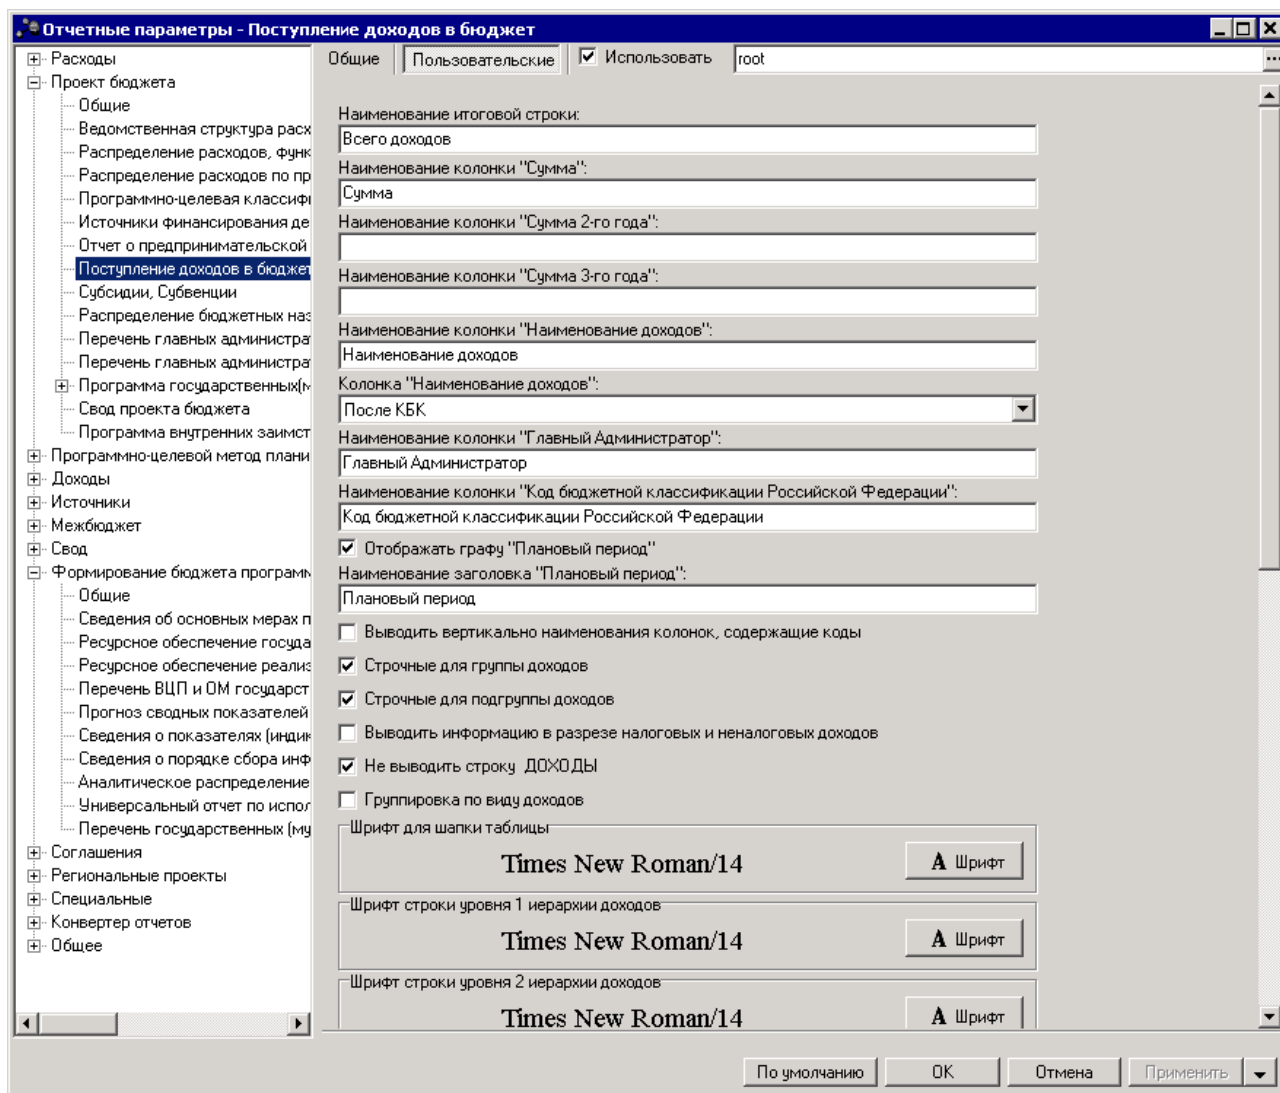 Отчетные параметры - Поступление доходов в бюджет
Расходы
Проект бюджета
Общие
Ведомственная структура расх
Распределение расходов, функ
Распределение расходов по пр
Программно-целевая классифи
Источники финансирования де
Отчет о предпринимательской
Поступление доходов в бюджет
Субсидии, Субвенции
Распределение бюджетных наз
Перечень главных администра
Перечень главных администра
Программа государственных(м
Свод проекта бюджета
Программа внутренних заимст
Программно-целевой метод плани
Доходы
Источники
Межбюджет
Свод
Формирование бюджета программ
Общие
Сведения об основных мерах п
Ресурсное обеспечение госуда
Ресурсное обеспечение реализ
Перечень ВЦП и ОМ государст
Прогноз сводных показателей
Сведения о показателях (индик
Сведения о порядке сбора инф
Аналитическое распределение
Универсальный отчет по испол
Перечень государственных (му
Соглашения
Региональные проекты
Специальные
Конвертер отчетов
Общее
Общие Пользовательские Использовать root ...
Наименование итоговой строки:
Всего доходов
Наименование колонки "Сумма":
Сумма
Наименование колонки "Сумма 2-го года":
Наименование колонки "Сумма 3-го года":
Наименование колонки "Наименование доходов":
Наименование доходов
Колонка "Наименование доходов":
После КБК
Наименование колонки "Главный Администратор":
Главный Администратор
Наименование колонки "Код бюджетной классификации Российской Федерации":
Код бюджетной классификации Российской Федерации
Отображать графу "Плановый период"
Наименование заголовка "Плановый период":
Плановый период
Выводить вертикально наименования колонок, содержащие коды
Строчные для группы доходов
Строчные для подгруппы доходов
Выводить информацию в разрезе налоговых и неналоговых доходов
Не выводить строку ДОХОДЫ
Группировка по виду доходов
Шрифт для шапки таблицы
Times New Roman/14 А Шрифт
Шрифт строки уровня 1 иерархии доходов
Times New Roman/14 А Шрифт
Шрифт строки уровня 2 иерархии доходов
Times New Roman/14 А Шрифт
По умолчанию OK Отмена Применить